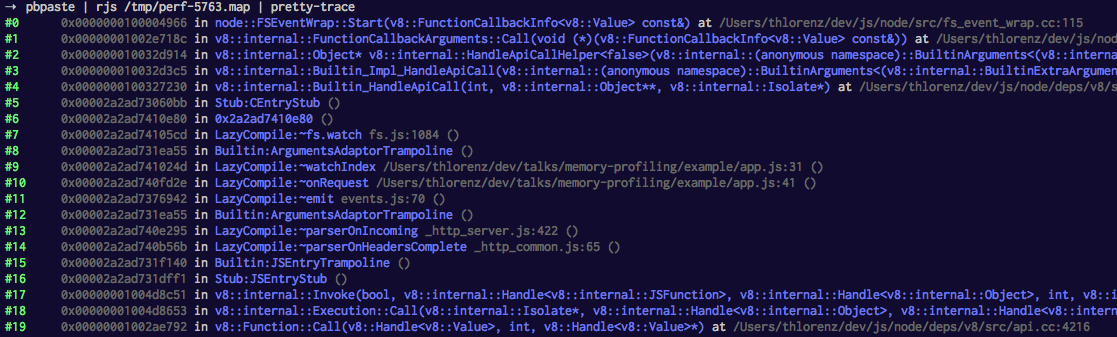 → pbpaste | rjs /tmp/perf-5763.map | pretty-trace
#0 0x0000000100004966 in node::FSEventWrap::Start(v8::FunctionCallbackInfo<v8::Value> const&) at /Users/thlorenz/dev/js/node/src/fs_event_wrap.cc:115
#1 0x00000001002e718c in v8::internal::FunctionCallbackArguments::Call(void (*)(v8::FunctionCallbackInfo<v8::Value> const&)) at /Users/thlorenz/dev/js/nod
#2 0x000000010032d914 in v8::internal::Object* v8::internal::HandleApiCallHelper<false>(v8::internal::(anonymous namespace)::BuiltinArguments<(v8::interna
#3 0x000000010032d3c5 in v8::internal::Builtin_Impl_HandleApiCall(v8::internal::(anonymous namespace)::BuiltinArguments<(v8::internal::BuiltinExtraArgumen
#4 0x0000000100327230 in v8::internal::Builtin_HandleApiCall(int, v8::internal::Object**, v8::internal::Isolate*) at /Users/thlorenz/dev/js/node/deps/v8/s
#5 0x00002a2ad73060bb in Stub:CEntryStub ()
#6 0x00002a2ad7410e80 in 0x2a2ad7410e80 ()
#7 0x00002a2ad74105cd in LazyCompile:~fs.watch fs.js:1084 ()
#8 0x00002a2ad731ea55 in Builtin:ArgumentsAdaptorTrampoline ()
#9 0x00002a2ad741024d in LazyCompile:~watchIndex /Users/thlorenz/dev/talks/memory-profiling/example/app.js:31 ()
#10 0x00002a2ad740fd2e in LazyCompile:~onRequest /Users/thlorenz/dev/talks/memory-profiling/example/app.js:41 ()
#11 0x00002a2ad7376942 in LazyCompile:~emit events.js:70 ()
#12 0x00002a2ad731ea55 in Builtin:ArgumentsAdaptorTrampoline ()
#13 0x00002a2ad740e295 in LazyCompile:~parserOnIncoming _http_server.js:422 ()
#14 0x00002a2ad740b56b in LazyCompile:~parserOnHeadersComplete _http_common.js:65 ()
#15 0x00002a2ad731f140 in Builtin:JSEntryTrampoline ()
#16 0x00002a2ad731dff1 in Stub:JSEntryStub ()
#17 0x00000001004d8c51 in v8::internal::Invoke(bool, v8::internal::Handle<v8::internal::JSFunction>, v8::internal::Handle<v8::internal::Object>, int, v8::i
#18 0x00000001004d8653 in v8::internal::Execution::Call(v8::internal::Isolate*, v8::internal::Handle<v8::internal::Object>, v8::internal::Handle<v8::inter
#19 0x00000001002ae792 in v8::Function::Call(v8::Handle<v8::Value>, int, v8::Handle<v8::Value>*) at /Users/thlorenz/dev/js/node/deps/v8/src/api.cc:4216